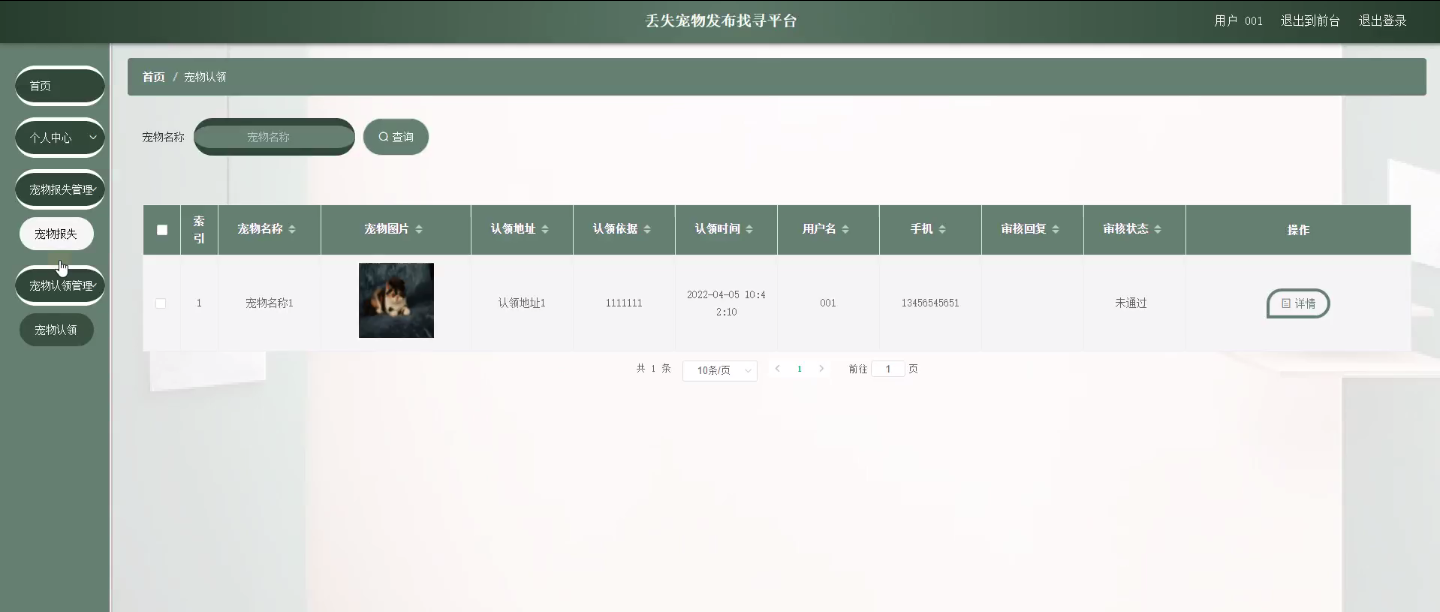 丢失宠物发布找寻平台
用户 001 退出到前台 退出登录
首页
个人中心
宠物报失管理
宠物报失
宠物认领管理
宠物认领
首页 / 宠物认领
宠物名称 宠物名称 查询
索引 宠物名称 宠物图片 认领地址 认领依据 认领时间 用户名 手机 审核回复 审核状态 操作
1 宠物名称1 认领地址1 1111111 2022-04-05 10:42:10 001 13456545651 未通过 详情
共 1 条 10条/页 1 前往 1 页